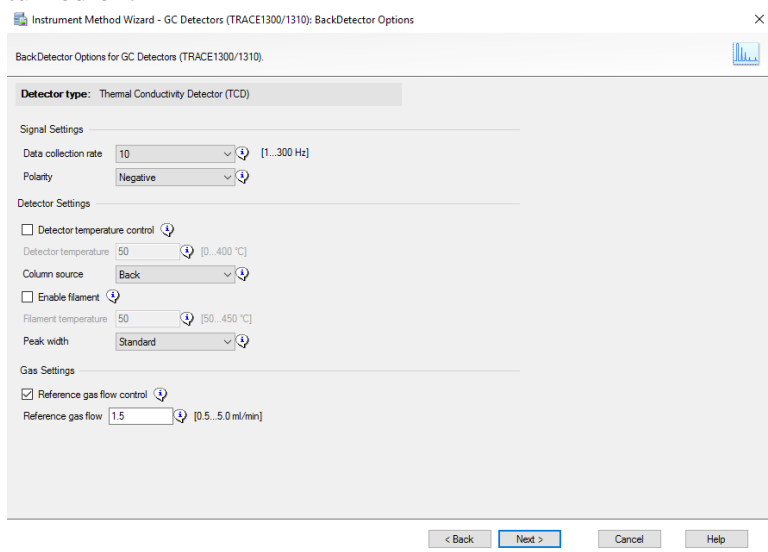 Instrument Method Wizard - GC Detectors (TRACE1300/1310): BackDetector Options
BackDetector Options for GC Detectors (TRACE1300/1310).
Detector type: Thermal Conductivity Detector (TCD)
Signal Settings
Data collection rate 10 [1...300 Hz]
Polarity Negative
Detector Settings
Detector temperature control
Detector temperature 50 [0...400 °C]
Column source Back
Enable filament
Filament temperature 50 [50...450 °C]
Peak width Standard
Gas Settings
Reference gas flow control
Reference gas flow 1.5 [0.5...5.0 ml/min]
< Back Next > Cancel Help